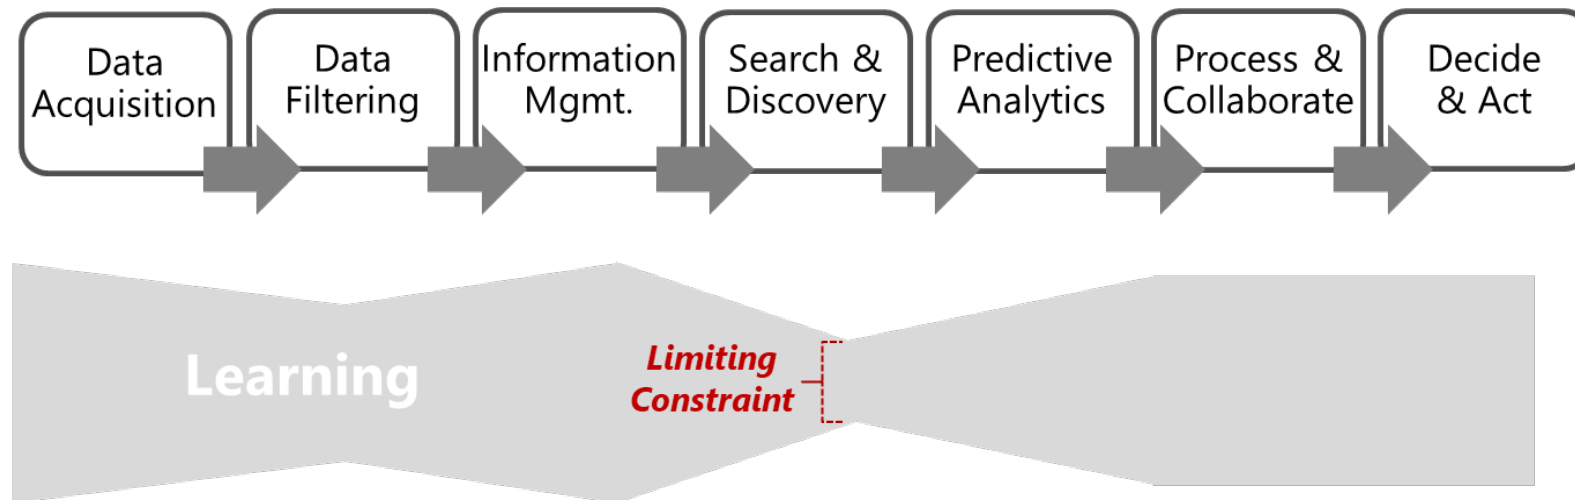 Data
Acquisition
Data
Filtering
Information
Mgmt.
Search &
Discovery
Predictive
Analytics
Process &
Collaborate
Decide
& Act
Learning
Limiting
Constraint